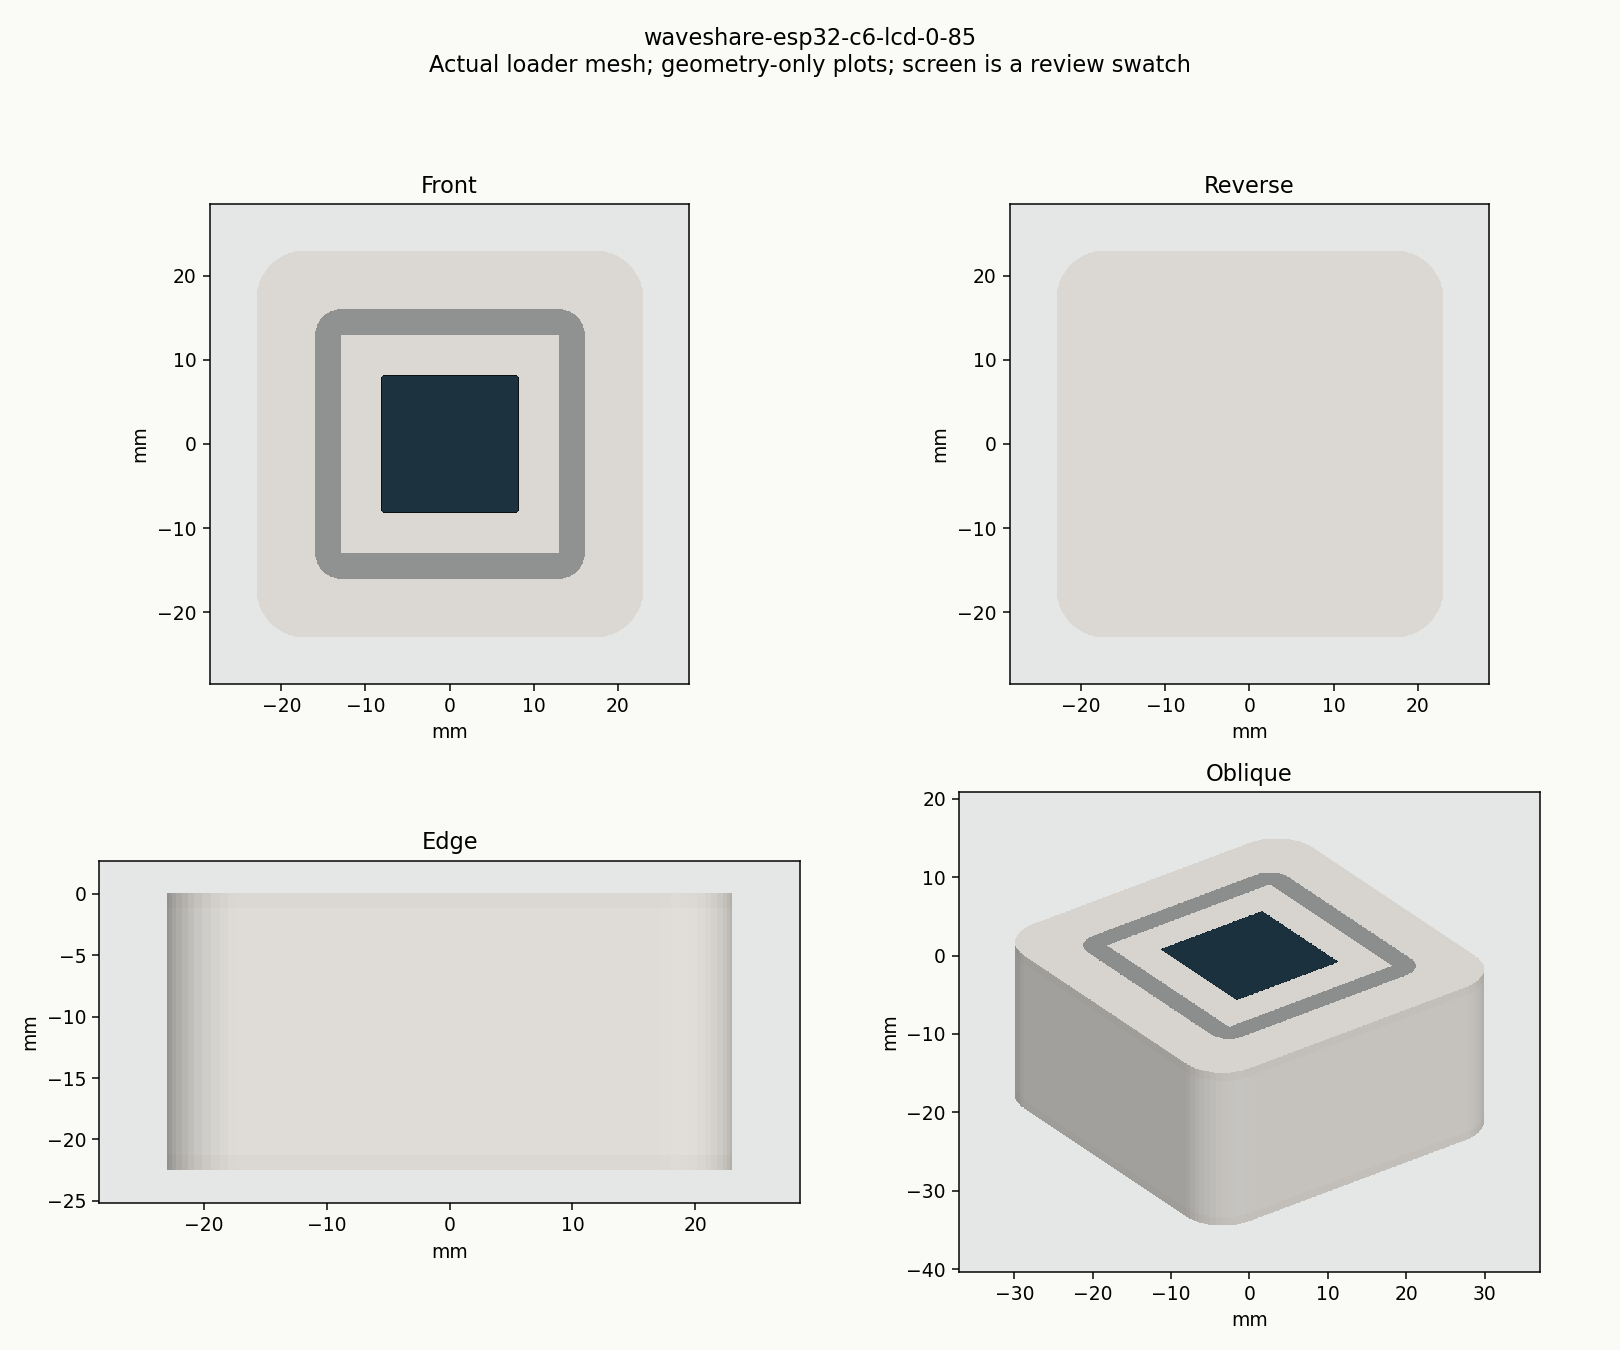 waveshare-esp32-c6-lcd-0-85
Actual loader mesh; geometry-only plots; screen is a review swatch
Front
20
10
0
−10
−20
mm
−20 −10 0 10 20
mm
Reverse
20
10
0
−10
−20
mm
−20 −10 0 10 20
mm
Edge
0
−5
−10
−15
−20
−25
mm
−20 −10 0 10 20
mm
Oblique
20
10
0
−10
−20
−30
−40
mm
−30 −20 −10 0 10 20 30
mm